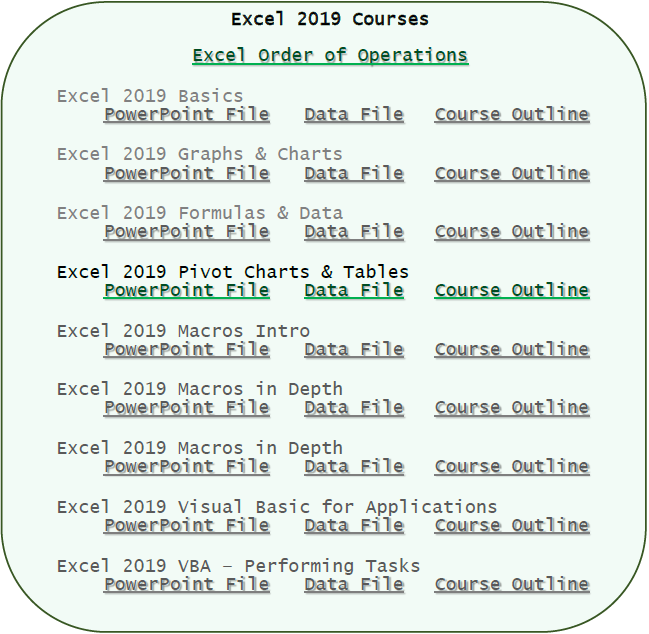 Excel 2019 Courses
Excel Order of Operations
Excel 2019 Basics
PowerPoint File Data File Course Outline
Excel 2019 Graphs & Charts
PowerPoint File Data File Course Outline
Excel 2019 Formulas & Data
PowerPoint File Data File Course Outline
Excel 2019 Pivot Charts & Tables
PowerPoint File Data File Course Outline
Excel 2019 Macros Intro
PowerPoint File Data File Course Outline
Excel 2019 Macros in Depth
PowerPoint File Data File Course Outline
Excel 2019 Macros in Depth
PowerPoint File Data File Course Outline
Excel 2019 Visual Basic for Applications
PowerPoint File Data File Course Outline
Excel 2019 VBA – Performing Tasks
PowerPoint File Data File Course Outline